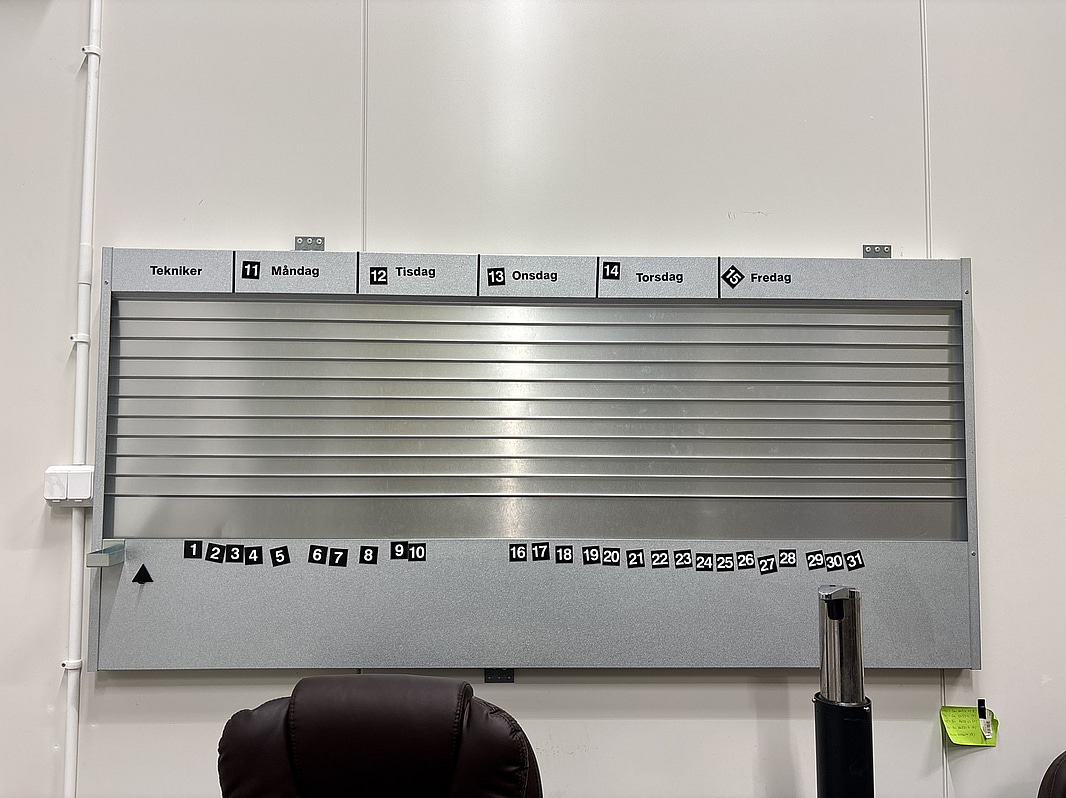 Tekniker 11 Måndag 12 Tisdag 13 Onsdag 14 Torsdag 15 Fredag
1 2 3 4 5 6 7 8 9 10 16 17 18 19 20 21 22 23 24 25 26 27 28 29 30 31